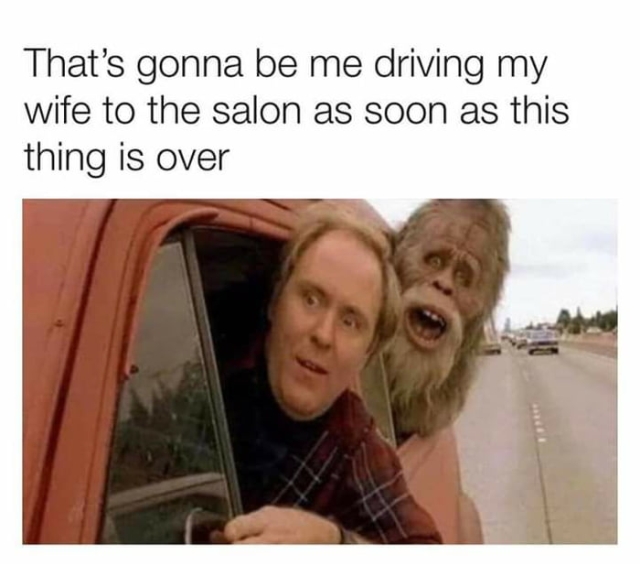 That's gonna be me driving my
wife to the salon as soon as this
thing is over